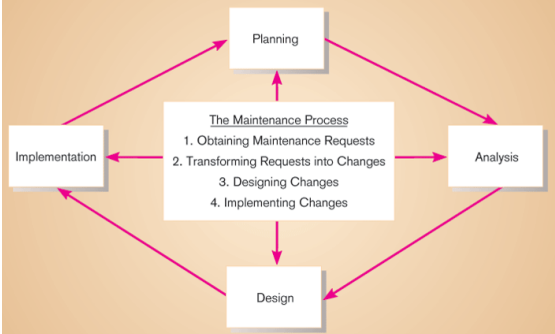 Planning
The Maintenance Process
1. Obtaining Maintenance Requests
2. Transforming Requests into Changes
3. Designing Changes
4. Implementing Changes
Implementation
Analysis
Design